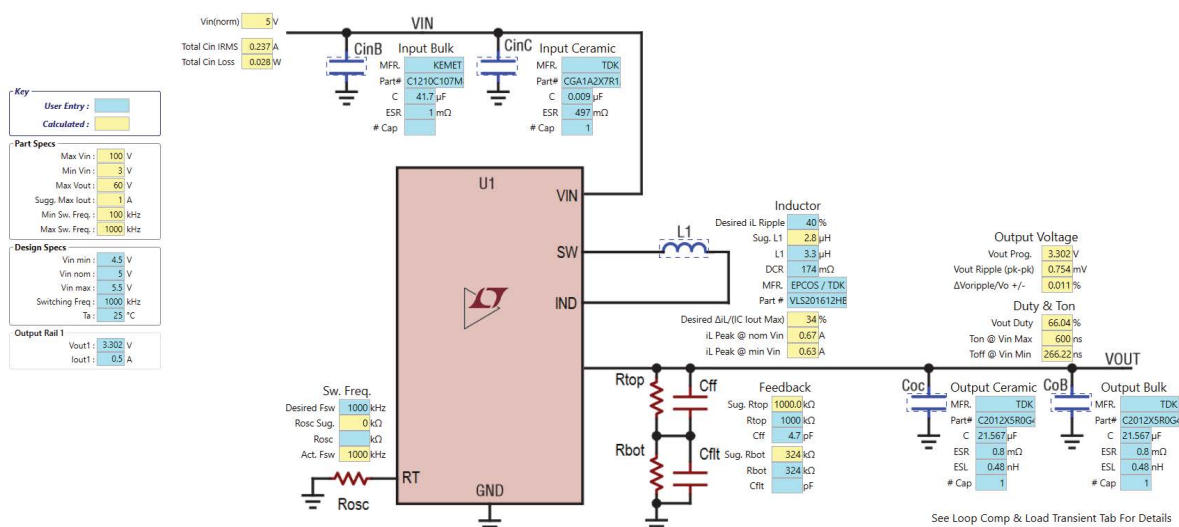 Vin(norm) 5 V
Total Cin IRMS 0.237 A
Total Cin Loss 0.028 W
VIN
CinB
Input Bulk
MFR. KEMET
Part# C1210C107M
C 41.7 µF
ESR 1 mΩ
# Cap
CinC
Input Ceramic
MFR. TDK
Part# CGA1A2X7R1
C 0.009 µF
ESR 497 mΩ
# Cap 1
Key
User Entry :
Calculated :
Part Specs
Max Vin : 100 V
Min Vin : 3 V
Max Vout : 60 V
Sugg. Max Iout : 1 A
Min Sw. Freq. : 100 kHz
Max Sw. Freq. : 1000 kHz
Design Specs
Vin min : 4.5 V
Vin nom : 5 V
Vin max : 5.5 V
Switching Freq : 1000 kHz
Ta : 25 °C
Output Rail 1
Vout1 : 3.302 V
Iout1 : 0.5 A
U1
VIN
SW
IND
RT
GND
L1
Inductor
Desired iL Ripple 40 %
Sug. L1 2.8 µH
L1 3.3 µH
DCR 174 mΩ
MFR. EPCOS / TDK
Part # VLS201612HB
Desired ΔiL/(IC Iout Max) 34 %
iL Peak @ nom Vin 0.67 A
iL Peak @ min Vin 0.63 A
Output Voltage
Vout Prog. 3.302 V
Vout Ripple (pk-pk) 0.754 mV
ΔVoripple/Vo +/- 0.011 %
Duty & Ton
Vout Duty 66.04 %
Ton @ Vin Max 600 ns
Toff @ Vin Min 266.22 ns
VOUT
Sw. Freq.
Desired Fsw 1000 kHz
Rosc Sug. 0 kΩ
Rosc kΩ
Act. Fsw 1000 kHz
Rosc
Rtop
Cff
Rbot
Cflt
Feedback
Sug. Rtop 1000.0 kΩ
Rtop 1000 kΩ
Cff 4.7 pF
Sug. Rbot 324 kΩ
Rbot 324 kΩ
Cflt pF
Coc
Output Ceramic
MFR. TDK
Part# C2012X5R0G4
C 21.567 µF
ESR 0.8 mΩ
ESL 0.48 nH
# Cap 1
CoB
Output Bulk
MFR. TDK
Part# C2012X5R0G4
C 21.567 µF
ESR 0.8 mΩ
ESL 0.48 nH
# Cap 1
See Loop Comp & Load Transient Tab For Details